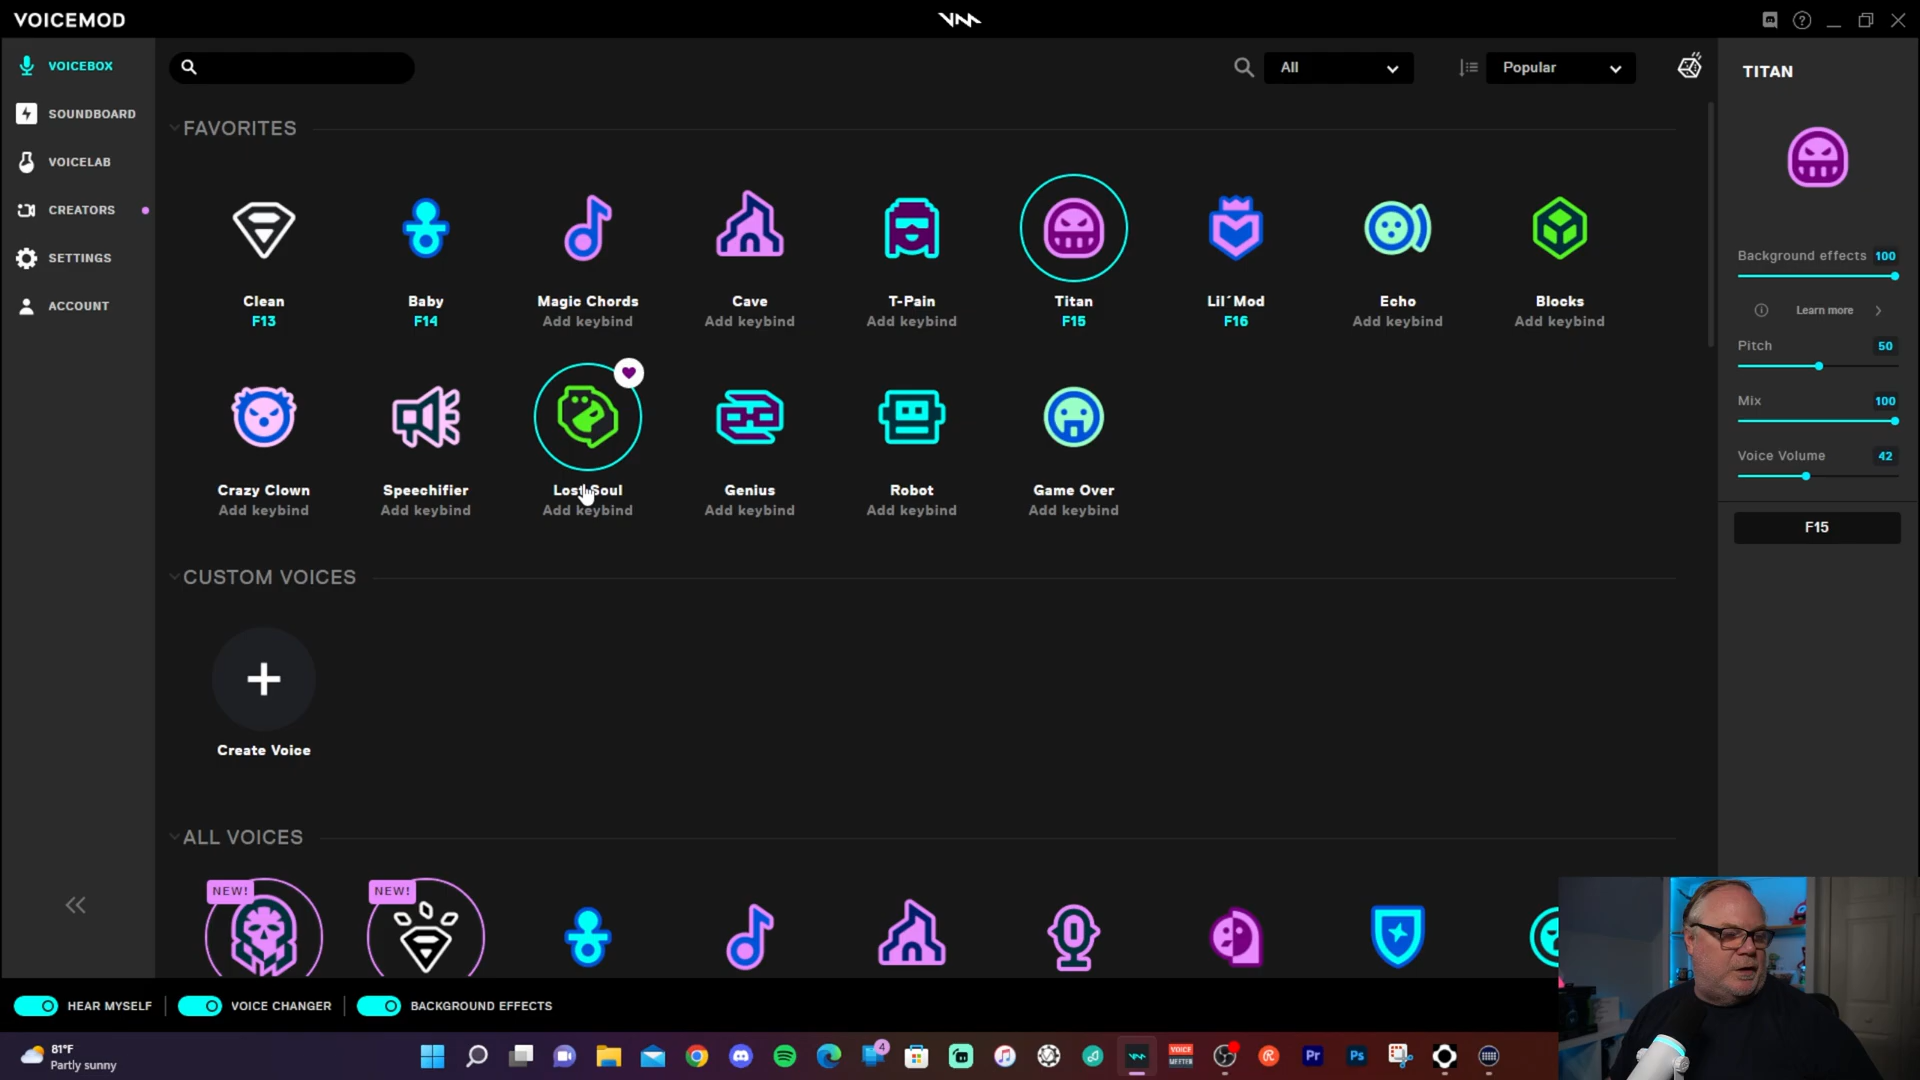 VOICEMOD
VOICEBOX
SOUNDBOARD
VOICELAB
CREATORS
SETTINGS
ACCOUNT
All
Popular
FAVORITES
Clean
F13
Baby
F14
Magic Chords
Add keybind
Cave
Add keybind
T-Pain
Add keybind
Titan
F15
Lil´Mod
F16
Echo
Add keybind
Blocks
Add keybind
Crazy Clown
Add keybind
Speechifier
Add keybind
Lost Soul
Add keybind
Genius
Add keybind
Robot
Add keybind
Game Over
Add keybind
CUSTOM VOICES
Create Voice
ALL VOICES
NEW!
NEW!
TITAN
Background effects 100
Learn more
Pitch 50
Mix 100
Voice Volume 42
F15
HEAR MYSELF
VOICE CHANGER
BACKGROUND EFFECTS
81°F
Partly sunny
4
VOICE
MEETER
Pr
Ps